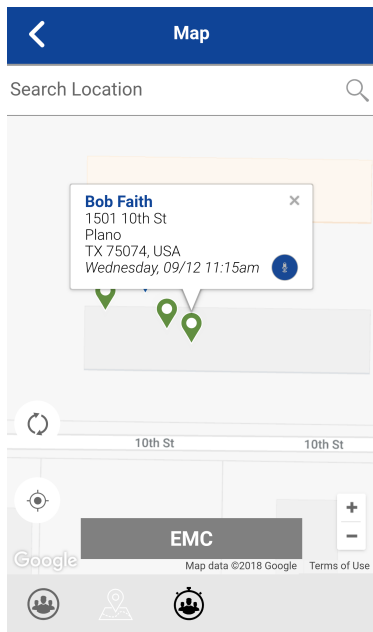 Map
Search Location
Bob Faith
×
1501 10th St
Plano
TX 75074, USA
Wednesday, 09/12 11:15am
10th St
10th St
+
−
EMC
Google
Map data ©2018 Google
Terms of Use